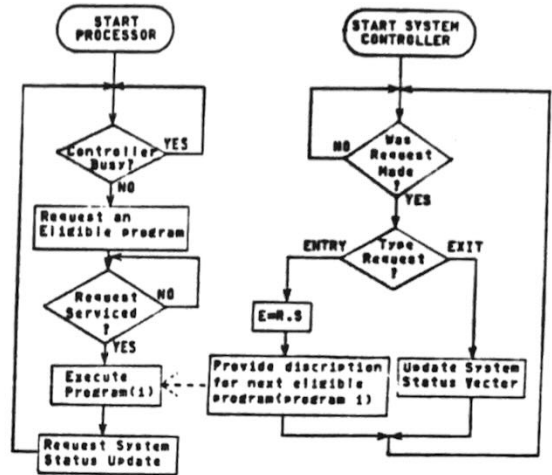 START
PROCESSOR
Controller
Busy?
YES
NO
Request an
Eligible program
Request
Serviced
?
NO
YES
Execute
Program(i)
Request System
Status Update
START SYSTEM
CONTROLLER
Was
Request
Made
?
NO
YES
Type
Request
?
ENTRY
EXIT
E=R.S
Provide discription
for next eligible
program(program i)
Update System
Status Vector